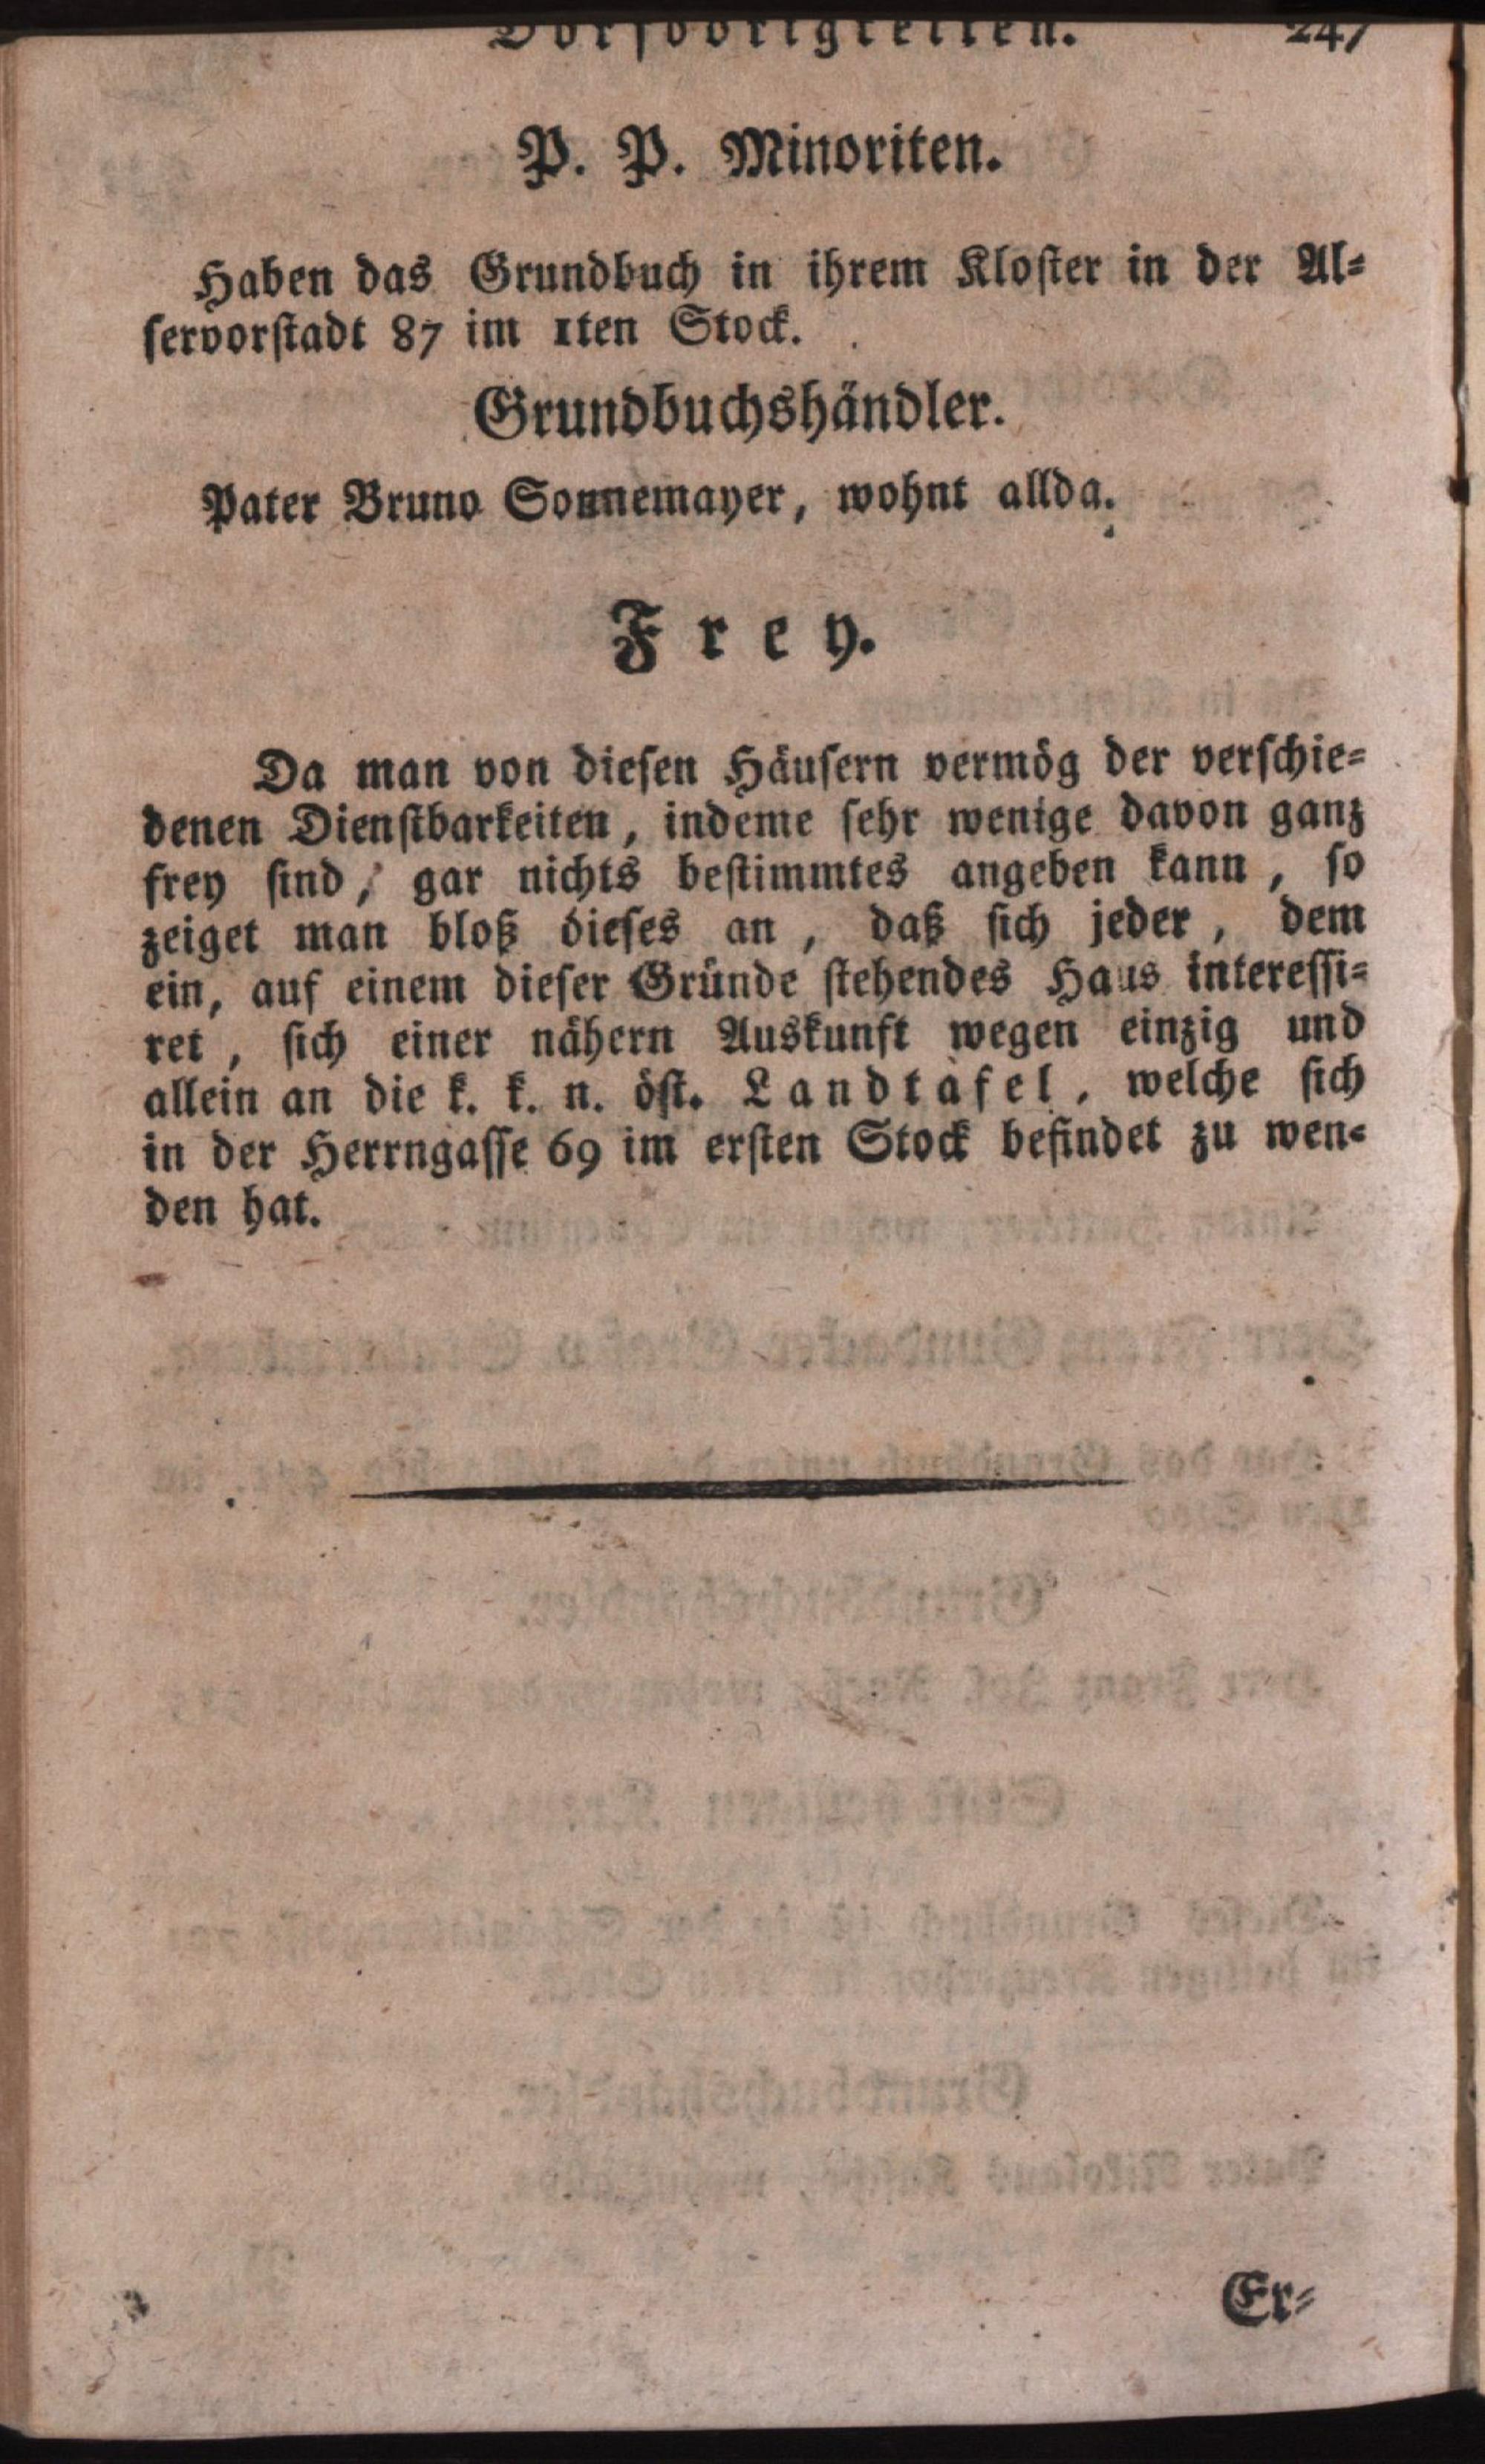 Dorfobrigkeiten. 247
P. P. Minoriten.
Haben das Grundbuch in ihrem Kloster in der Al-
servorstadt 87 im 1ten Stock.
Grundbuchshändler.
Pater Bruno Sonnemayer, wohnt allda.
Frey.
Da man von diesen Häusern vermög der verschie-
denen Dienstbarkeiten, indeme sehr wenige davon ganz
frey sind, gar nichts bestimmtes angeben kann, so
zeiget man bloß dieses an, daß sich jeder, dem
ein, auf einem dieser Gründe stehendes Haus interessi-
ret, sich einer nähern Auskunft wegen einzig und
allein an die k. k. n. öst. Landtafel, welche sich
in der Herrngasse 69 im ersten Stock befindet zu wen-
den hat.
Er-